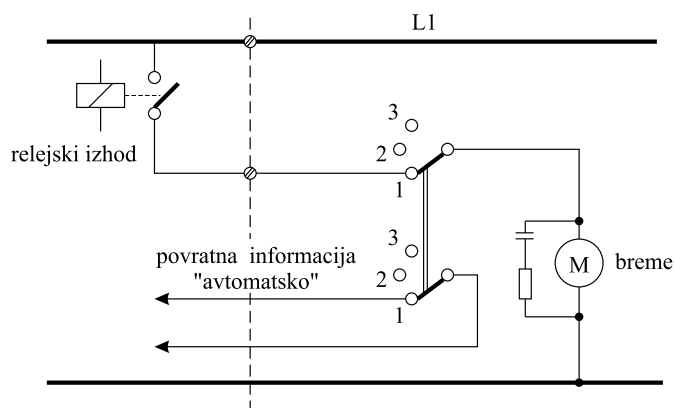 L1
3
2
1
relejski izhod
povratna informacija
"avtomatsko"
3
2
1
M
breme